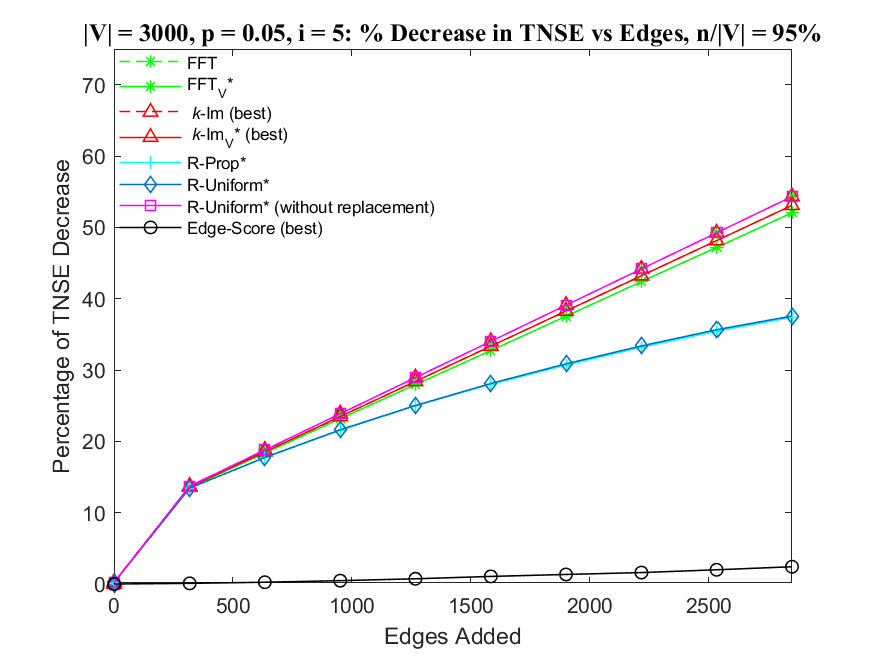 |V| = 3000, p = 0.05, i = 5: % Decrease in TNSE vs Edges, n/|V| = 95%
FFT
FFT_V*
k-Im (best)
k-Im_V* (best)
R-Prop*
R-Uniform*
R-Uniform* (without replacement)
Edge-Score (best)
Percentage of TNSE Decrease
70
60
50
40
30
20
10
0
0 500 1000 1500 2000 2500
Edges Added